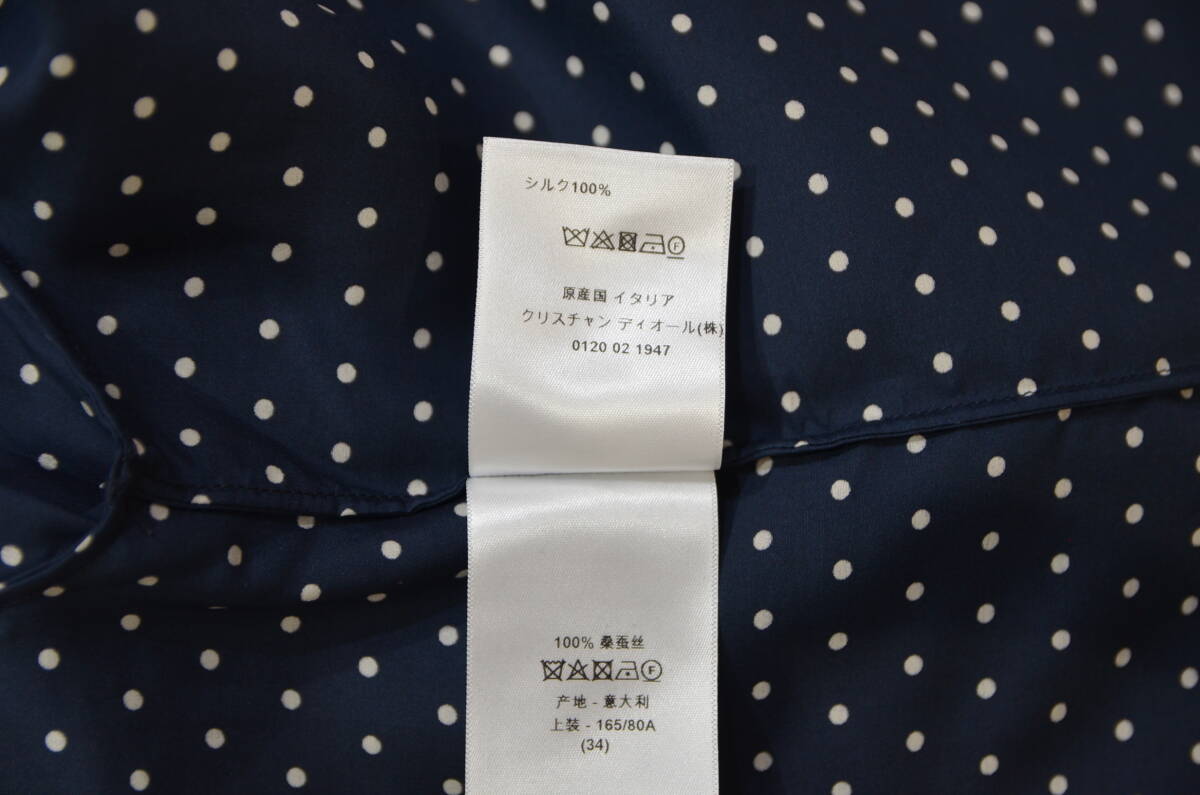 シルク100%
F
原産国 イタリア
クリスチャン ディオール(株)
0120 02 1947
100% 桑蚕丝
F
产地 - 意大利
上装 - 165/80A
(34)